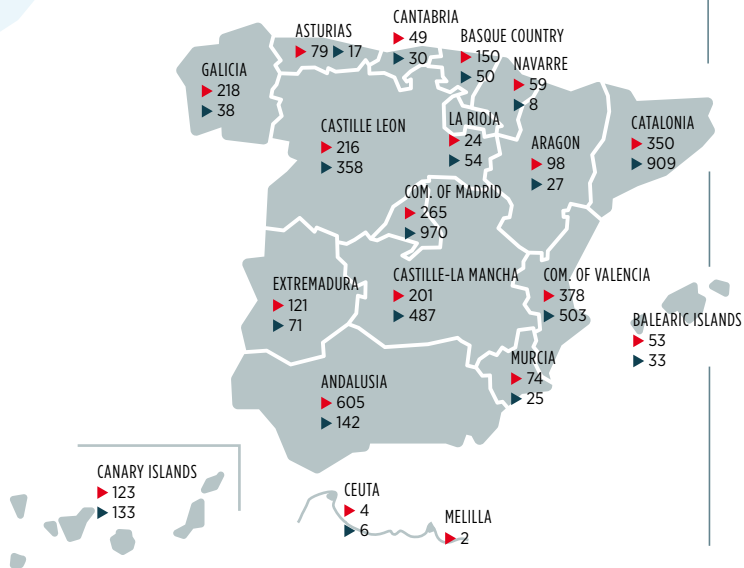 CANTABRIA
▶ 49
▶ 30
ASTURIAS
▶ 79 ▶ 17
BASQUE COUNTRY
▶ 150
▶ 50
NAVARRE
▶ 59
▶ 8
GALICIA
▶ 218
▶ 38
CASTILLE LEON
▶ 216
▶ 358
LA RIOJA
▶ 24
▶ 54
ARAGON
▶ 98
▶ 27
CATALONIA
▶ 350
▶ 909
COM. OF MADRID
▶ 265
▶ 970
EXTREMADURA
▶ 121
▶ 71
CASTILLE-LA MANCHA
▶ 201
▶ 487
COM. OF VALENCIA
▶ 378
▶ 503
BALEARIC ISLANDS
▶ 53
▶ 33
MURCIA
▶ 74
▶ 25
ANDALUSIA
▶ 605
▶ 142
CANARY ISLANDS
▶ 123
▶ 133
CEUTA
▶ 4
▶ 6
MELILLA
▶ 2